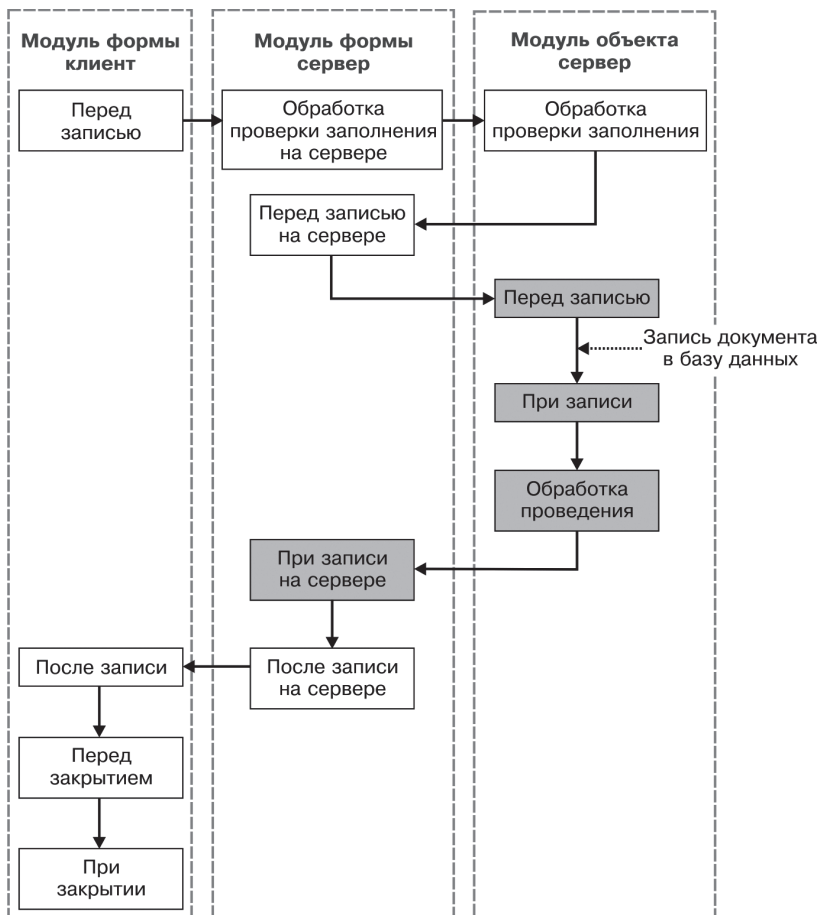 Модуль формы
клиент
Модуль формы
сервер
Модуль объекта
сервер
Перед
записью
Обработка
проверки заполнения
на сервере
Обработка
проверки заполнения
Перед записью
на сервере
Перед записью
Запись документа
в базу данных
При записи
Обработка
проведения
При записи
на сервере
После записи
на сервере
После записи
Перед
закрытием
При
закрытии